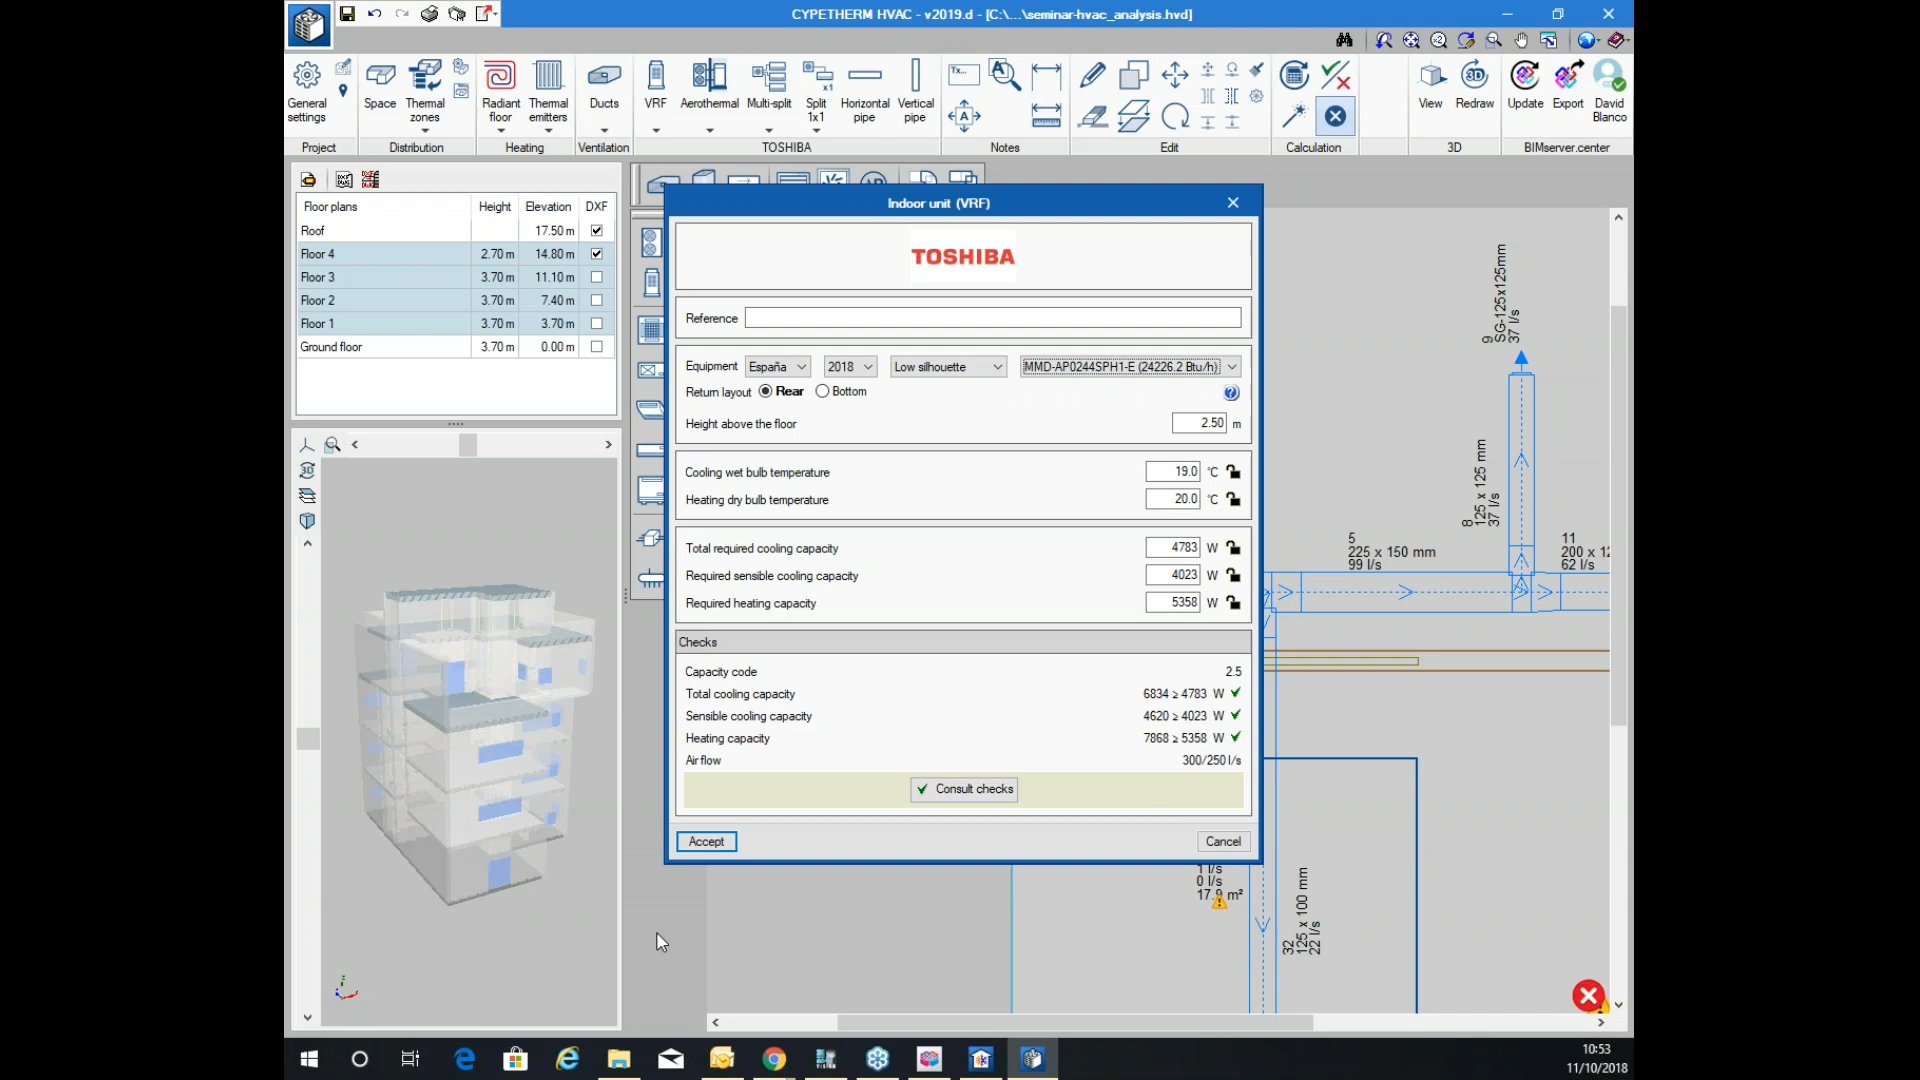 CYPETHERM HVAC - v2019.d - [C:\...\seminar-hvac_analysis.hvd]
General settings
Space
Thermal zones
Radiant floor
Thermal emitters
Ducts
VRF
Aerothermal
Multi-split
Split 1x1
Horizontal pipe
Vertical pipe
View
Redraw
Update
Export
David Blanco
Project
Distribution
Heating
Ventilation
TOSHIBA
Notes
Edit
Calculation
3D
BIMserver.center
Floor plans Height Elevation DXF
Roof 17.50 m
Floor 4 2.70 m 14.80 m
Floor 3 3.70 m 11.10 m
Floor 2 3.70 m 7.40 m
Floor 1 3.70 m 3.70 m
Ground floor 3.70 m 0.00 m
Indoor unit (VRF)
TOSHIBA
Reference
Equipment España 2018 Low silhouette MMD-AP0244SPH1-E (24226.2 Btu/h)
Return layout Rear Bottom
Height above the floor 2.50 m
Cooling wet bulb temperature 19.0 °C
Heating dry bulb temperature 20.0 °C
Total required cooling capacity 4783 W
Required sensible cooling capacity 4023 W
Required heating capacity 5358 W
Checks
Capacity code 2.5
Total cooling capacity 6834 ≥ 4783 W
Sensible cooling capacity 4620 ≥ 4023 W
Heating capacity 7868 ≥ 5358 W
Air flow 300/250 l/s
Consult checks
Accept Cancel
9
SG-125x125mm
37 l/s
8
125 x 125 mm
37 l/s
5
225 x 150 mm
99 l/s
11
200 x 12
62 l/s
1 l/s
0 l/s
17.9 m²
32
125 x 100 mm
22 l/s
10:53
11/10/2018